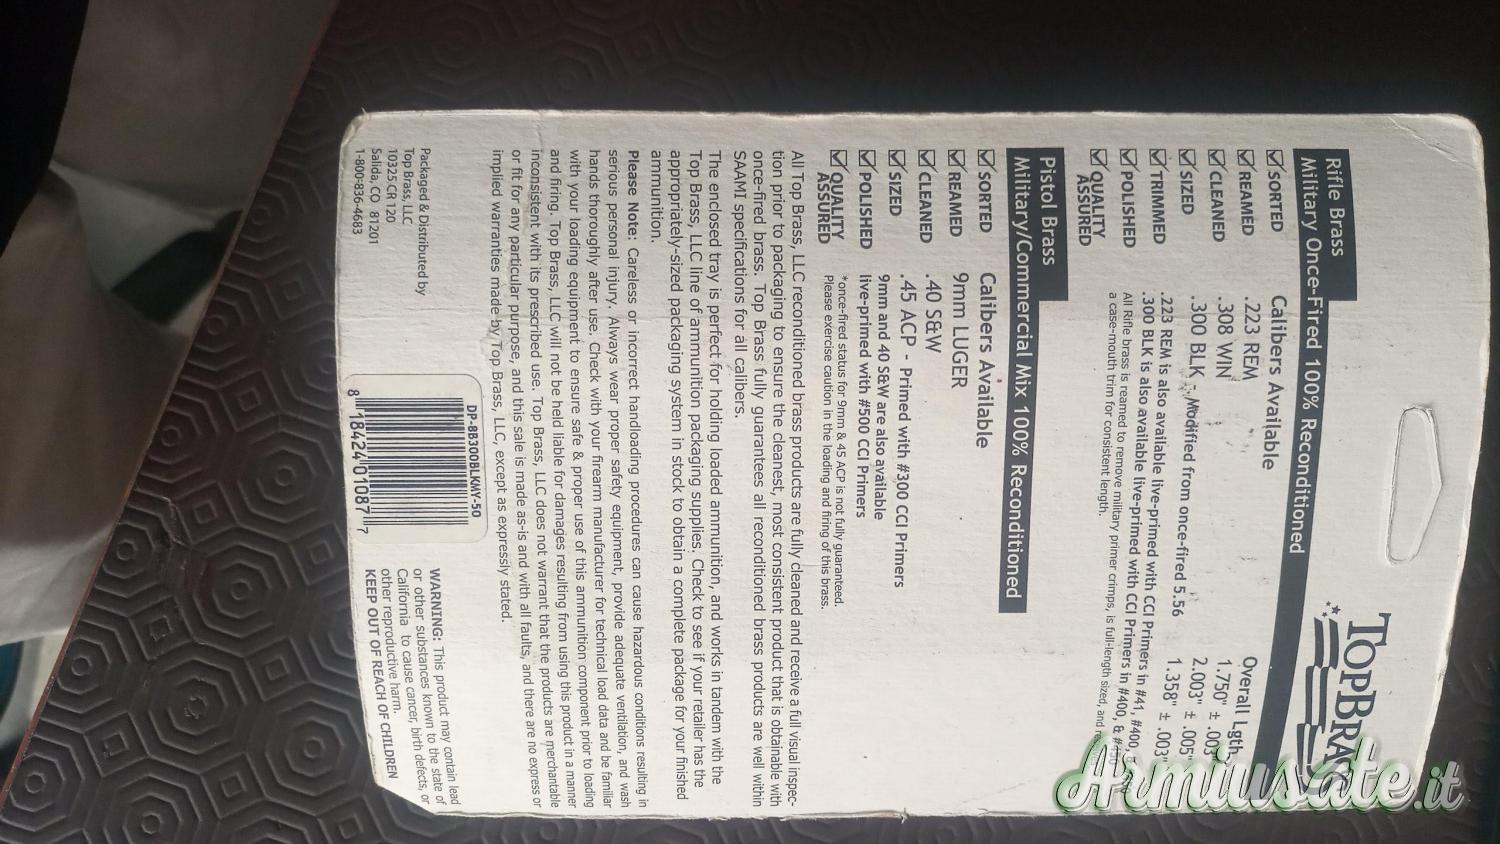 TOPBRASS
Rifle Brass
Military Once-Fired 100% Reconditioned
☑ SORTED
☑ REAMED
☑ CLEANED
☑ SIZED
☑ TRIMMED
☑ POLISHED
☑ QUALITY
ASSURED
Calibers Available
.223 REM
.308 WIN
.300 BLK - Modified from once-fired 5.56
Overall Lgth
1.750" ± .003"
2.003" ± .005"
1.358" ± .003"
.223 REM is also available live-primed with CCI Primers in #41, #400,
.300 BLK is also available live-primed with CCI Primers in #400, &
All Rifle brass is reamed to remove military primer crimps, is full-length sized, and
a case-mouth trim for consistent length.
Pistol Brass
Military/Commercial Mix 100% Reconditioned
☑ SORTED
☑ REAMED
☑ CLEANED
☑ SIZED
☑ POLISHED
☑ QUALITY
ASSURED
Calibers Available
9mm LUGER
.40 S&W
.45 ACP - Primed with #300 CCI Primers
9mm and 40 S&W are also available
live-primed with #500 CCI Primers
*once-fired status for 9mm & 45 ACP is not fully guaranteed.
Please exercise caution in the loading and firing of this brass.
All Top Brass, LLC reconditioned brass products are fully cleaned and receive a full visual inspec-
tion prior to packaging to ensure the cleanest, most consistent product that is obtainable with
once-fired brass. Top Brass fully guarantees all reconditioned brass products are well within
SAAMI specifications for all calibers.
The enclosed tray is perfect for holding loaded ammunition, and works in tandem with the
Top Brass, LLC line of ammunition packaging supplies. Check to see if your retailer has the
appropriately-sized packaging system in stock to obtain a complete package for your finished
ammunition.
Please Note: Careless or incorrect handloading procedures can cause hazardous conditions resulting in
serious personal injury. Always wear proper safety equipment, provide adequate ventilation, and wash
hands thoroughly after use. Check with your firearm manufacturer for technical load data and be familiar
with your loading equipment to ensure safe & proper use of this ammunition component prior to loading
and firing. Top Brass, LLC will not be held liable for damages resulting from using this product in a manner
inconsistent with its prescribed use. Top Brass, LLC does not warrant that the products are merchantable
or fit for any particular purpose, and this sale is made as-is and with all faults, and there are no express or
implied warranties made by Top Brass, LLC, except as expressly stated.
Packaged & Distributed by
Top Brass, LLC
10325 CR 120
Salida, CO 81201
1-800-836-4683
DP-8B300BLKMY-50
8 18424 01087 7
WARNING: This product may contain lead
or other substances known to the state of
California to cause cancer, birth defects, or
other reproductive harm.
KEEP OUT OF REACH OF CHILDREN
Armiusate.it